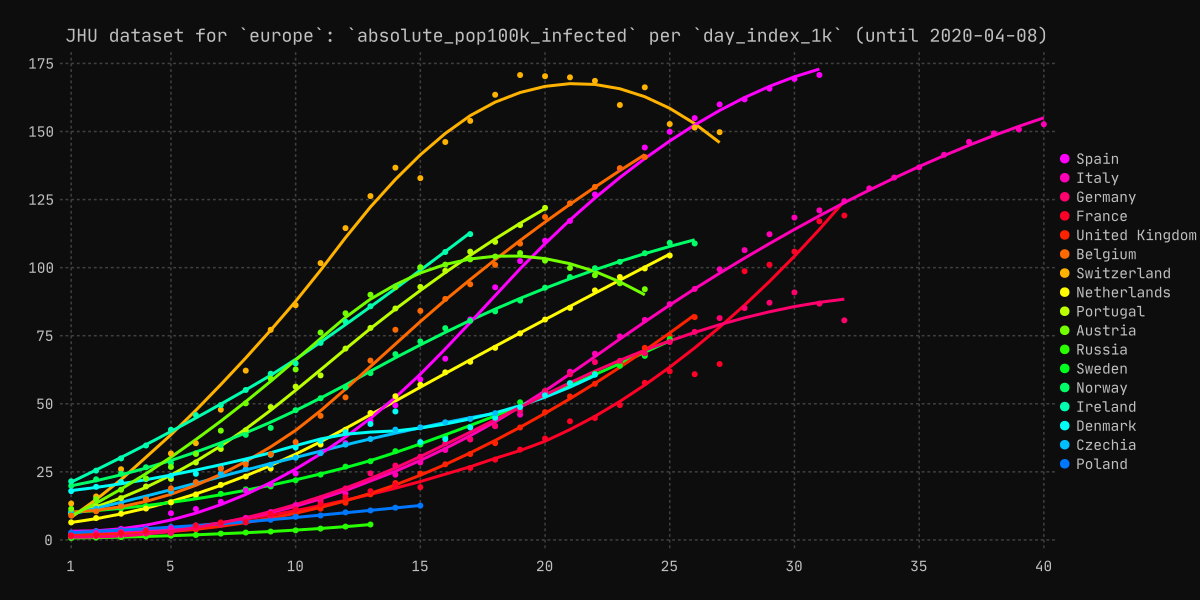 JHU dataset for `europe`: `absolute_pop100k_infected` per `day_index_1k` (until 2020-04-08)
175
150
125
100
75
50
25
0
1 5 10 15 20 25 30 35 40
Spain
Italy
Germany
France
United Kingdom
Belgium
Switzerland
Netherlands
Portugal
Austria
Russia
Sweden
Norway
Ireland
Denmark
Czechia
Poland